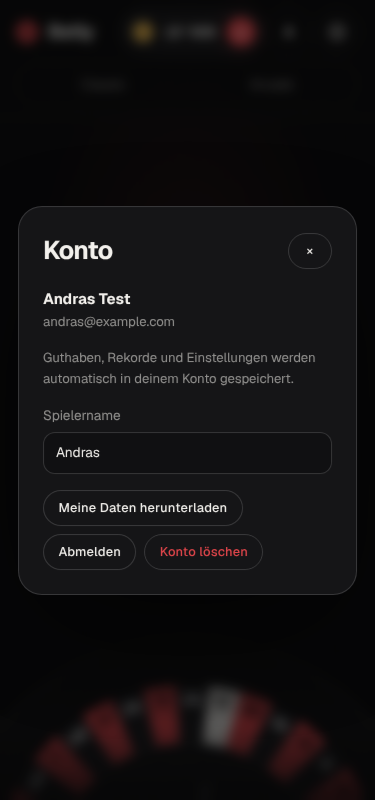 Konto
×
Andras Test
andras@example.com
Guthaben, Rekorde und Einstellungen werden
automatisch in deinem Konto gespeichert.
Spielername
Andras
Meine Daten herunterladen
Abmelden
Konto löschen